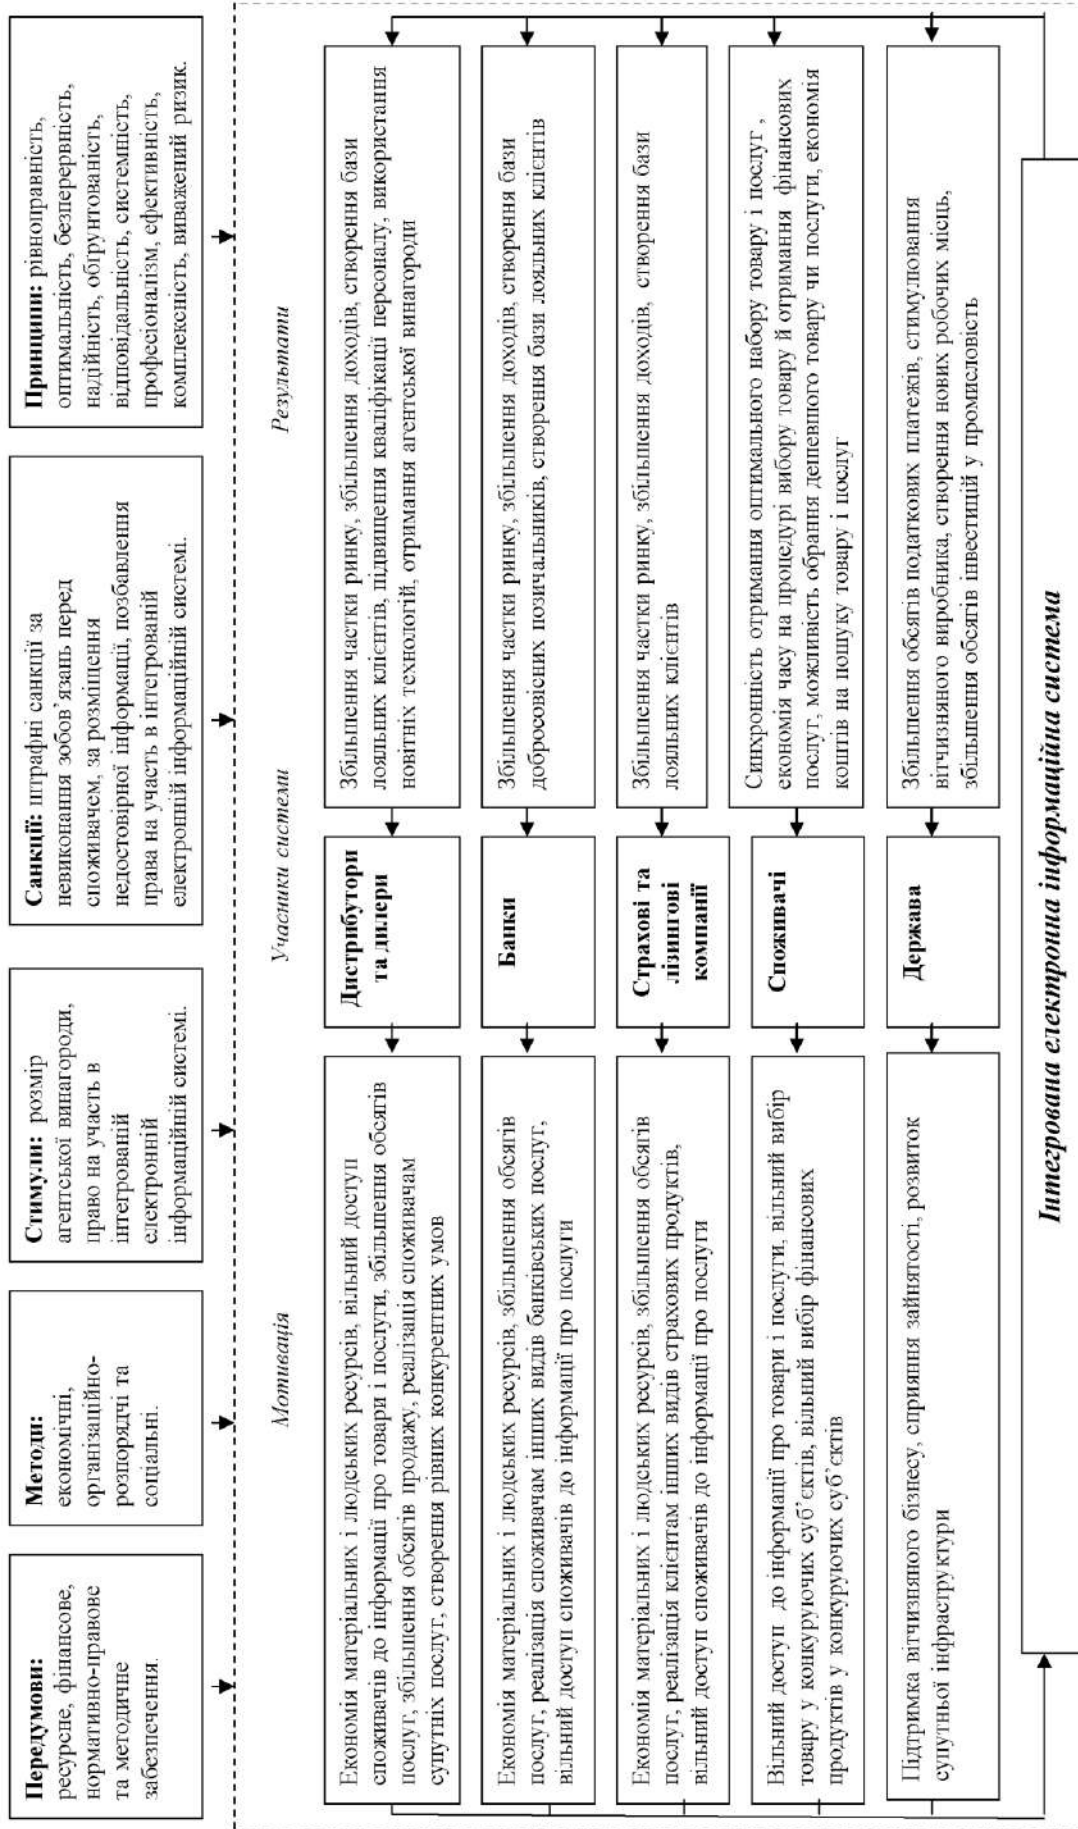 Передумови:
ресурсне, фінансове,
нормативно-правове
та методичне
забезпечення.
Методи:
економічні,
організаційно-
розпорядчі та
соціальні.
Стимули: розмір
агентської винагороди,
право на участь в
інтегрованій
електронній
інформаційній системі.
Санкції: штрафні санкції за
невиконання зобов’язань перед
споживачем, за розміщення
недостовірної інформації, позбавлення
права на участь в інтегрованій
електронній інформаційній системі.
Принципи: рівноправність,
оптимальність, безперервність,
надійність, обґрунтованість,
відповідальність, системність,
професіоналізм, ефективність,
комплексність, виважений ризик.
Мотивація
Учасники системи
Результати
Економія матеріальних і людських ресурсів, вільний доступ
споживачів до інформації про товари і послуги, збільшення обсягів
послуг, збільшення обсягів продажу, реалізація споживачам
супутніх послуг, створення рівних конкурентних умов
Дистрибутори
та дилери
Збільшення частки ринку, збільшення доходів, створення бази
лояльних клієнтів, підвищення кваліфікації персоналу, використання
новітніх технологій, отримання агентської винагороди
Економія матеріальних і людських ресурсів, збільшення обсягів
послуг, реалізація споживачам інших видів банківських послуг,
вільний доступ споживачів до інформації про послуги
Банки
Збільшення частки ринку, збільшення доходів, створення бази
добросовісних позичальників, створення бази лояльних клієнтів
Економія матеріальних і людських ресурсів, збільшення обсягів
послуг, реалізація клієнтам інших видів страхових продуктів,
вільний доступ споживачів до інформації про послуги
Страхові та
лізингові
компанії
Збільшення частки ринку, збільшення доходів, створення бази
лояльних клієнтів
Вільний доступ до інформації про товари і послуги, вільний вибір
товару у конкуруючих суб’єктів, вільний вибір фінансових
продуктів у конкуруючих суб’єктів
Споживачі
Синхронність отримання оптимального набору товару і послуг ,
економія часу на процедурі вибору товару й отримання фінансових
послуг, можливість обрання дешевшого товару чи послуги, економія
коштів на пошуку товару і послуг
Підтримка вітчизняного бізнесу, сприяння зайнятості, розвиток
супутньої інфраструктури
Держава
Збільшення обсягів податкових платежів, стимулювання
вітчизняного виробника, створення нових робочих місць,
збільшення обсягів інвестицій у промисловість
Інтегрована електронна інформаційна система